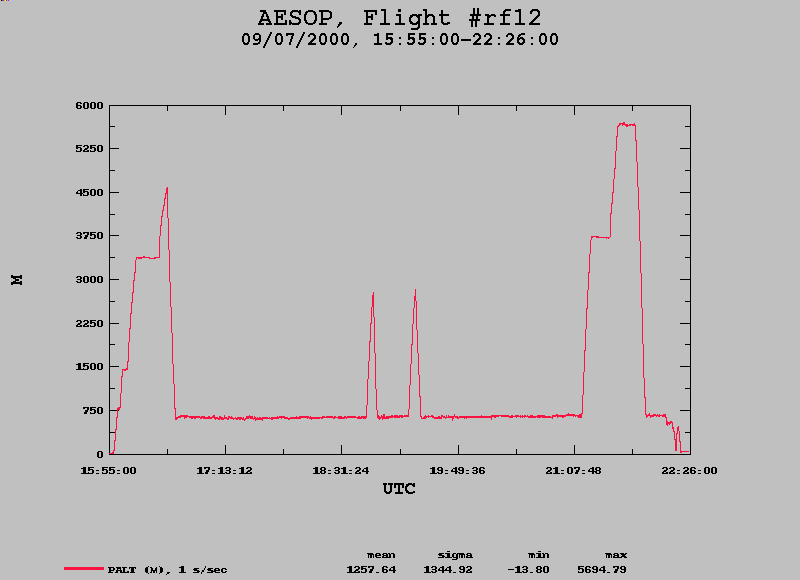 AESOP, Flight #rf12
09/07/2000, 15:55:00-22:26:00
6000
5250
4500
3750
3000
2250
1500
750
0
M
15:55:00 17:13:12 18:31:24 19:49:36 21:07:48 22:26:00
UTC
mean sigma min max
PALT (M), 1 s/sec 1257.64 1344.92 -13.80 5694.79